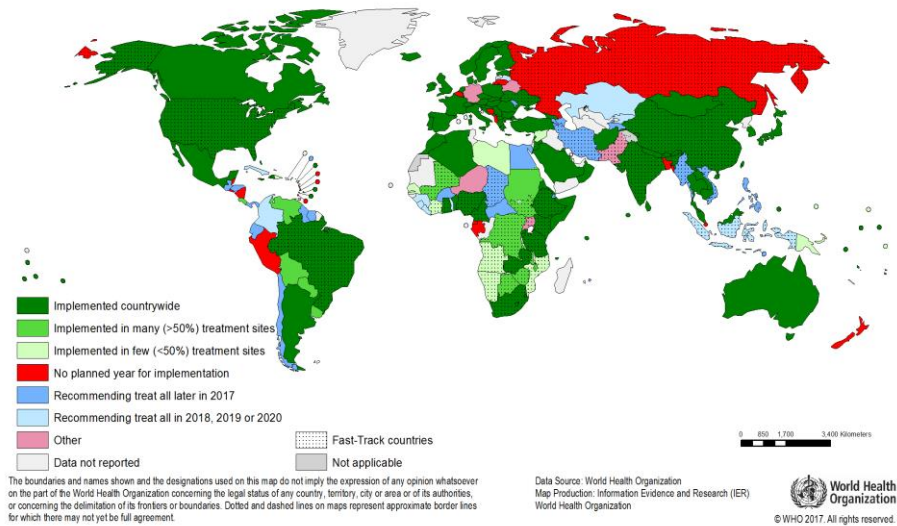 Implemented countrywide
Implemented in many (>50%) treatment sites
Implemented in few (<50%) treatment sites
No planned year for implementation
Recommending treat all later in 2017
Recommending treat all in 2018, 2019 or 2020
Other
Fast-Track countries
Data not reported
Not applicable
0 850 1,700 3,400 Kilometers
The boundaries and names shown and the designations used on this map do not imply the expression of any opinion whatsoever
on the part of the World Health Organization concerning the legal status of any country, territory, city or area or of its authorities,
or concerning the delimitation of its frontiers or boundaries. Dotted and dashed lines on maps represent approximate border lines
for which there may not yet be full agreement.
Data Source: World Health Organization
Map Production: Information Evidence and Research (IER)
World Health Organization
World Health
Organization
© WHO 2017. All rights reserved.